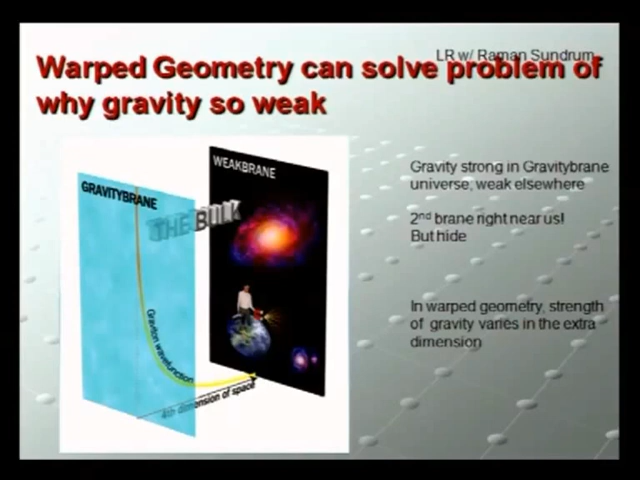 LR w/ Raman Sundrum
Warped Geometry can solve problem of
why gravity so weak
GRAVITYBRANE
WEAKBRANE
THE BULK
Graviton wavefunction
4th dimension of space
Gravity strong in Gravitybrane
universe; weak elsewhere
2nd brane right near us!
But hide
In warped geometry, strength
of gravity varies in the extra
dimension